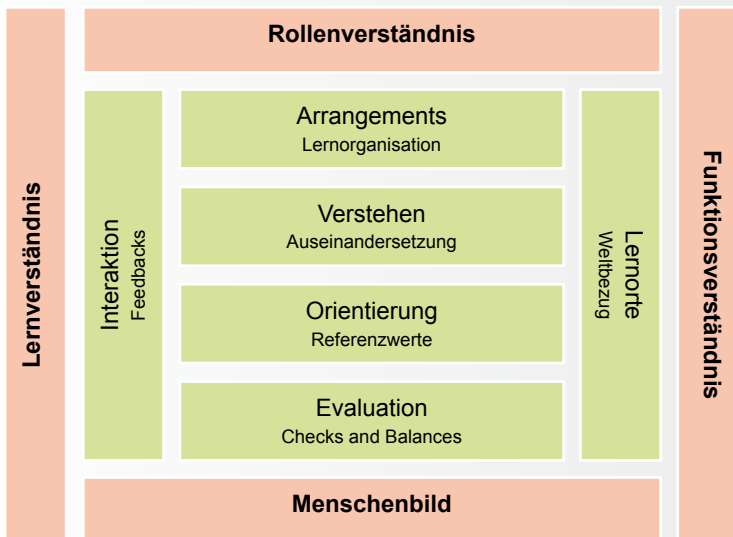 Rollenverständnis
Lernverständnis
Interaktion
Feedbacks
Arrangements
Lernorganisation
Verstehen
Auseinandersetzung
Orientierung
Referenzwerte
Evaluation
Checks and Balances
Lernorte
Weltbezug
Funktionsverständnis
Menschenbild